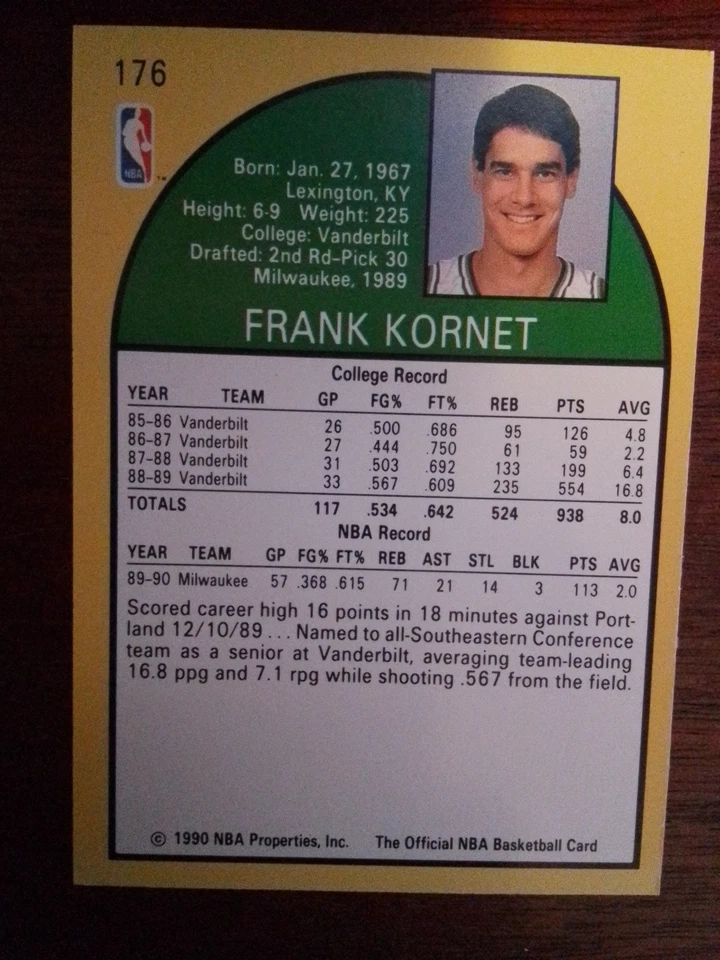 176
NBA
™
Born: Jan. 27, 1967
Lexington, KY
Height: 6-9 Weight: 225
College: Vanderbilt
Drafted: 2nd Rd-Pick 30
Milwaukee, 1989
FRANK KORNET
College Record
YEAR TEAM GP FG% FT% REB PTS AVG
85-86 Vanderbilt 26 .500 .686 95 126 4.8
86-87 Vanderbilt 27 .444 .750 61 59 2.2
87-88 Vanderbilt 31 .503 .692 133 199 6.4
88-89 Vanderbilt 33 .567 .609 235 554 16.8
TOTALS 117 .534 .642 524 938 8.0
NBA Record
YEAR TEAM GP FG% FT% REB AST STL BLK PTS AVG
89-90 Milwaukee 57 .368 .615 71 21 14 3 113 2.0
Scored career high 16 points in 18 minutes against Port-
land 12/10/89 ... Named to all-Southeastern Conference
team as a senior at Vanderbilt, averaging team-leading
16.8 ppg and 7.1 rpg while shooting .567 from the field.
© 1990 NBA Properties, Inc. The Official NBA Basketball Card